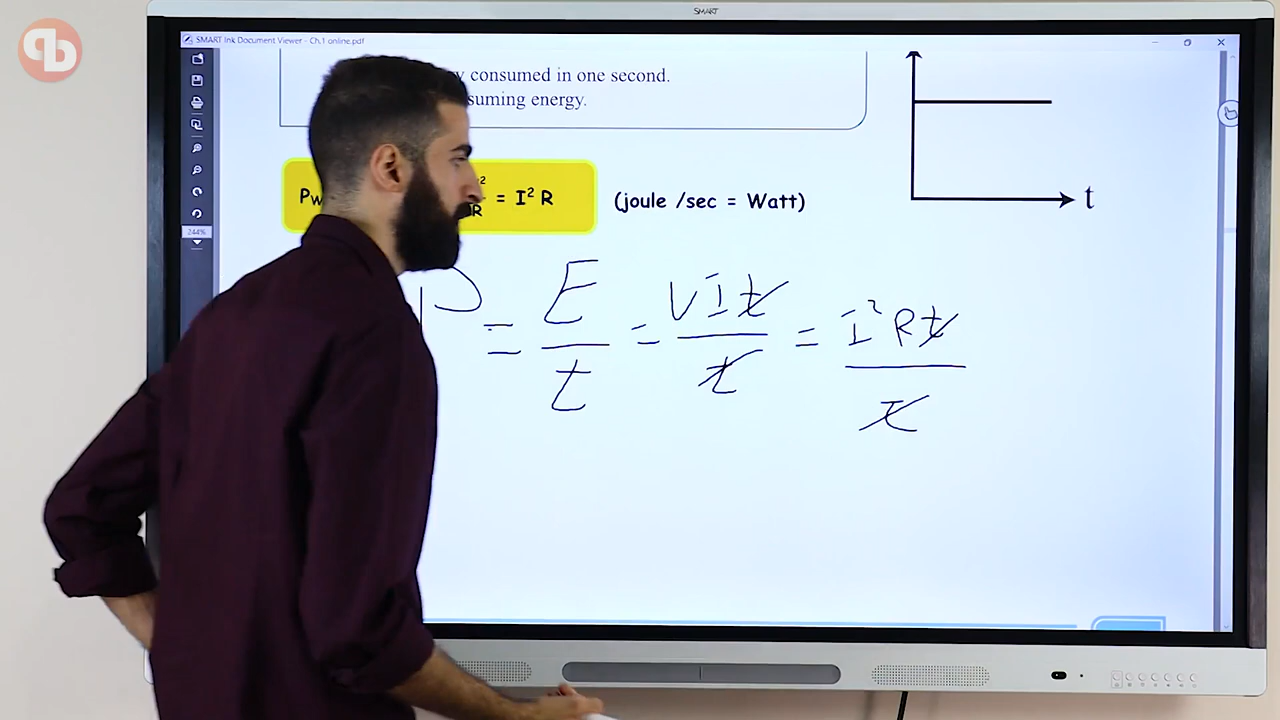 SMART
SMART Ink Document Viewer - Ch.1 online.pdf
consumed in one second.
suming energy.
244%
= I² R
(joule /sec = Watt)
t
P = E/t = VIt/t = I²Rt/t